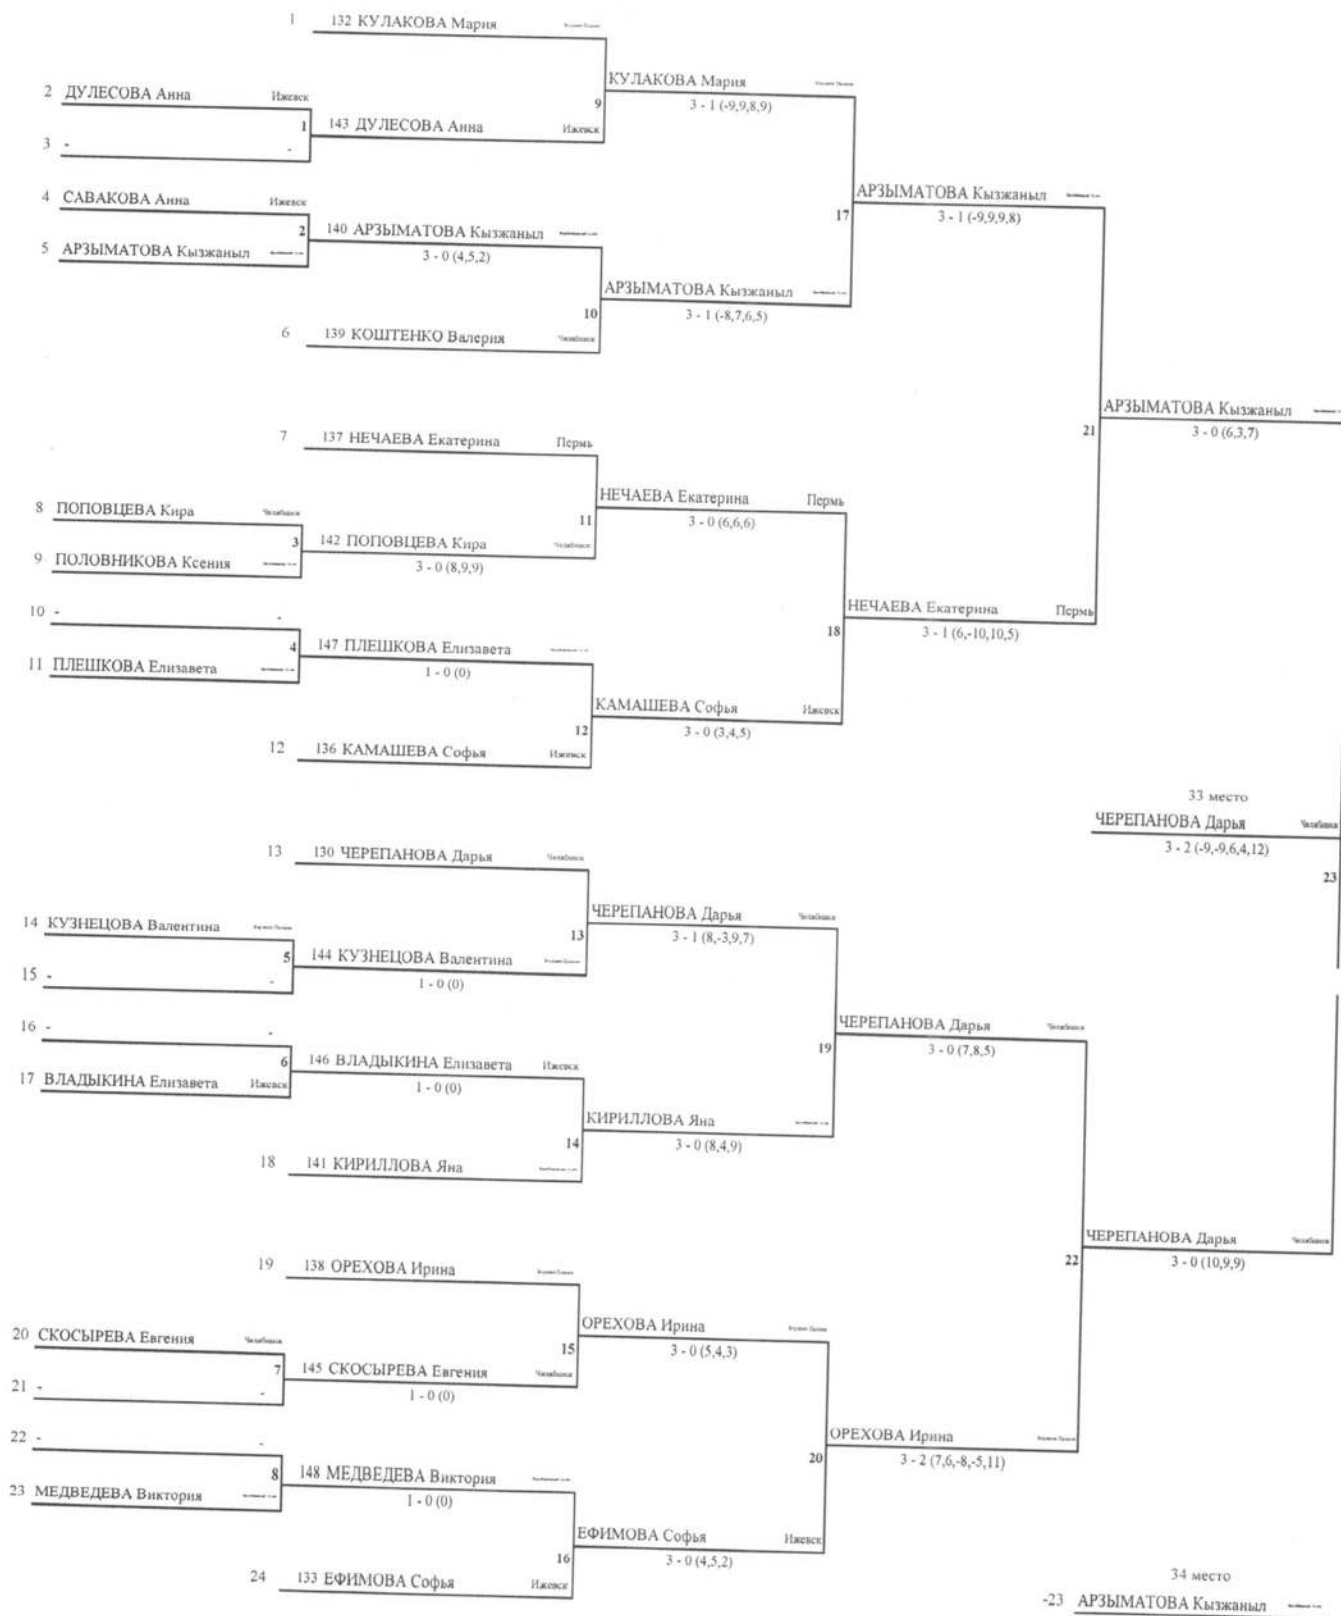 1 132 КУЛАКОВА Мария
КУЛАКОВА Мария
3 - 1 (-9,9,8,9)
2 ДУЛЕСОВА Анна Ижевск
9
1 143 ДУЛЕСОВА Анна Ижевск
3 - -
АРЗЫМАТОВА Кызжаныл
3 - 1 (-9,9,9,8)
17
4 САВАКОВА Анна Ижевск
2 140 АРЗЫМАТОВА Кызжаныл
3 - 0 (4,5,2)
5 АРЗЫМАТОВА Кызжаныл
АРЗЫМАТОВА Кызжаныл
3 - 1 (-8,7,6,5)
10
6 139 КОШТЕНКО Валерия Челябинск
АРЗЫМАТОВА Кызжаныл
3 - 0 (6,3,7)
21
7 137 НЕЧАЕВА Екатерина Пермь
НЕЧАЕВА Екатерина Пермь
3 - 0 (6,6,6)
8 ПОПОВЦЕВА Кира Челябинск
11
3 142 ПОПОВЦЕВА Кира Челябинск
3 - 0 (8,9,9)
9 ПОЛОВНИКОВА Ксения
НЕЧАЕВА Екатерина Пермь
3 - 1 (6,-10,10,5)
18
10 - -
4 147 ПЛЕШКОВА Елизавета
1 - 0 (0)
11 ПЛЕШКОВА Елизавета
КАМАШЕВА Софья Ижевск
3 - 0 (3,4,5)
12
12 136 КАМАШЕВА Софья Ижевск
33 место
ЧЕРЕПАНОВА Дарья Челябинск
3 - 2 (-9,-9,6,4,12)
23
13 130 ЧЕРЕПАНОВА Дарья Челябинск
ЧЕРЕПАНОВА Дарья Челябинск
3 - 1 (8,-3,9,7)
14 КУЗНЕЦОВА Валентина
13
5 144 КУЗНЕЦОВА Валентина
1 - 0 (0)
15 - -
ЧЕРЕПАНОВА Дарья Челябинск
3 - 0 (7,8,5)
19
16 - -
6 146 ВЛАДЫКИНА Елизавета Ижевск
1 - 0 (0)
17 ВЛАДЫКИНА Елизавета Ижевск
КИРИЛЛОВА Яна
3 - 0 (8,4,9)
14
18 141 КИРИЛЛОВА Яна
ЧЕРЕПАНОВА Дарья Челябинск
3 - 0 (10,9,9)
22
19 138 ОРЕХОВА Ирина
ОРЕХОВА Ирина
3 - 0 (5,4,3)
20 СКОСЫРЕВА Евгения Челябинск
15
7 145 СКОСЫРЕВА Евгения Челябинск
1 - 0 (0)
21 - -
ОРЕХОВА Ирина
3 - 2 (7,6,-8,-5,11)
20
22 - -
8 148 МЕДВЕДЕВА Виктория
1 - 0 (0)
23 МЕДВЕДЕВА Виктория
ЕФИМОВА Софья Ижевск
3 - 0 (4,5,2)
16
24 133 ЕФИМОВА Софья Ижевск
34 место
-23 АРЗЫМАТОВА Кызжаныл